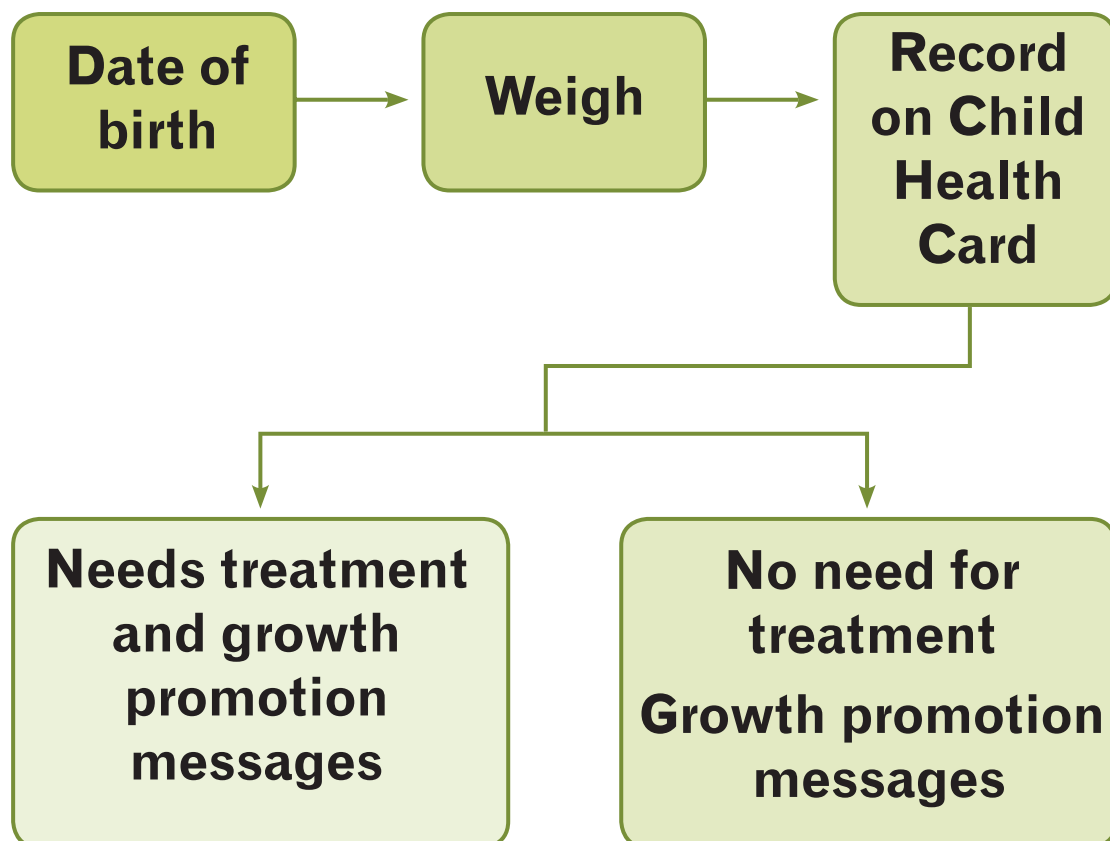 Date of
birth
Weigh
Record
on Child
Health
Card
Needs treatment
and growth
promotion
messages
No need for
treatment
Growth promotion
messages